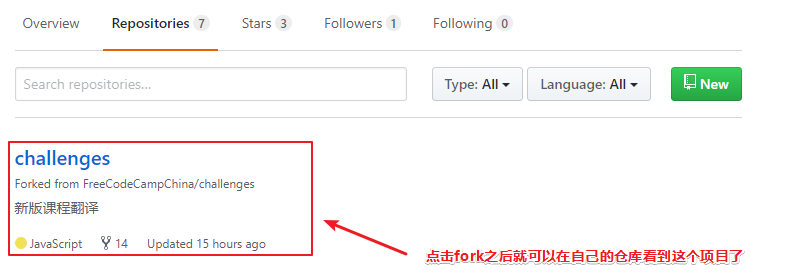 Overview Repositories 7 Stars 3 Followers 1 Following 0
Search repositories... Type: All Language: All New
challenges
Forked from FreeCodeCampChina/challenges
新版课程翻译
JavaScript 14 Updated 15 hours ago
点击fork之后就可以在自己的仓库看到这个项目了